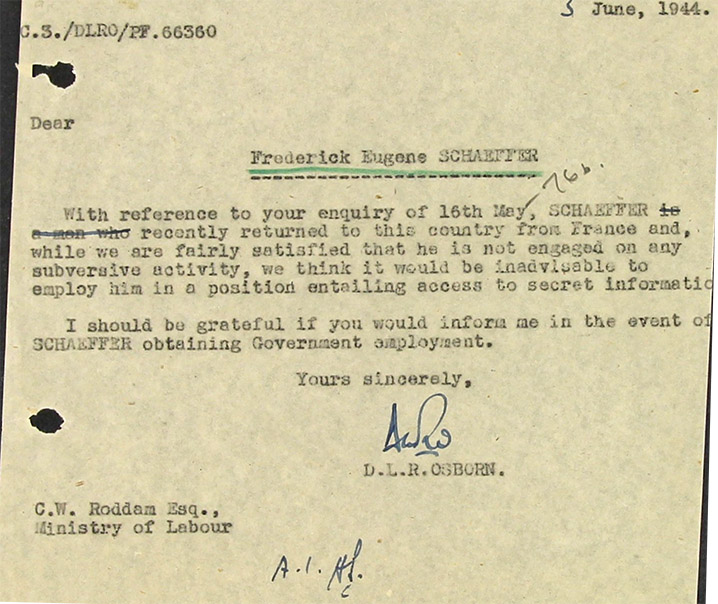 5 June, 1944.
C.3./DLRO/PF.66360
Dear
Frederick Eugene SCHAEFFER
76b.
With reference to your enquiry of 16th May, SCHAEFFER is
a man who recently returned to this country from France and,
while we are fairly satisfied that he is not engaged on any
subversive activity, we think it would be inadvisable to
employ him in a position entailing access to secret informatio
I should be grateful if you would inform me in the event of
SCHAEFFER obtaining Government employment.
Yours sincerely,
D.L.R.OSBORN.
C.W. Roddam Esq.,
Ministry of Labour
A.1.